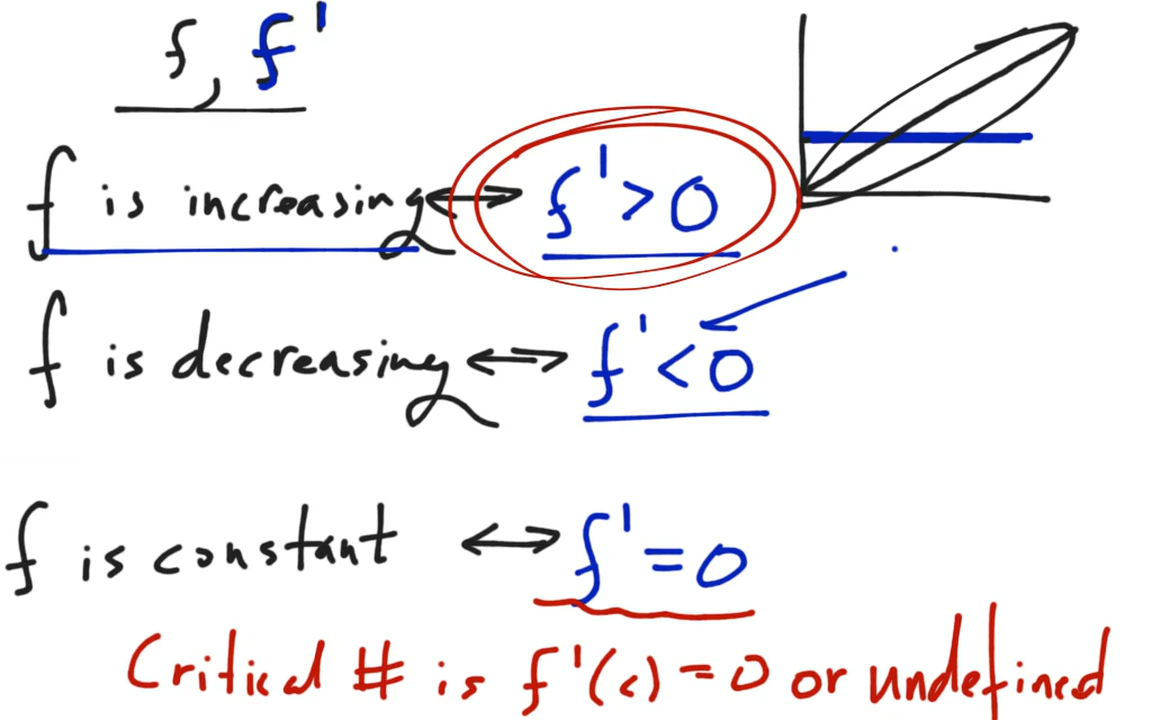 f, f'
f is increasing ⟷ f' > 0
f is decreasing ⟷ f' < 0
f is constant ⟷ f' = 0
Critical # is f'(c) = 0 or undefined